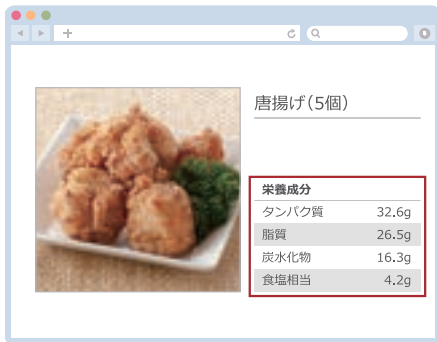 唐揚げ(5個)
栄養成分
タンパク質 32.6g
脂質 26.5g
炭水化物 16.3g
食塩相当 4.2g